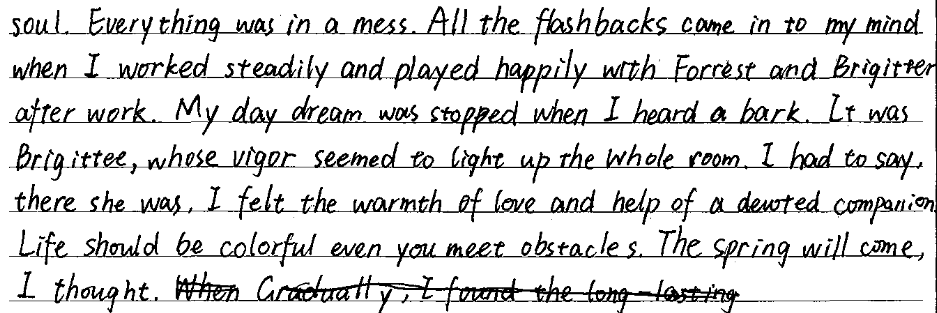 soul. Everything was in a mess. All the flashbacks came in to my mind
when I worked steadily and played happily with Forrest and Brigitter
after work. My day dream was stopped when I heard a bark. It was
Brigittee, whose vigor seemed to light up the whole room. I had to say,
there she was, I felt the warmth of love and help of a devoted companion
Life should be colorful even you meet obstacles. The spring will come,
I thought. When Gradually, I found the long-lasting